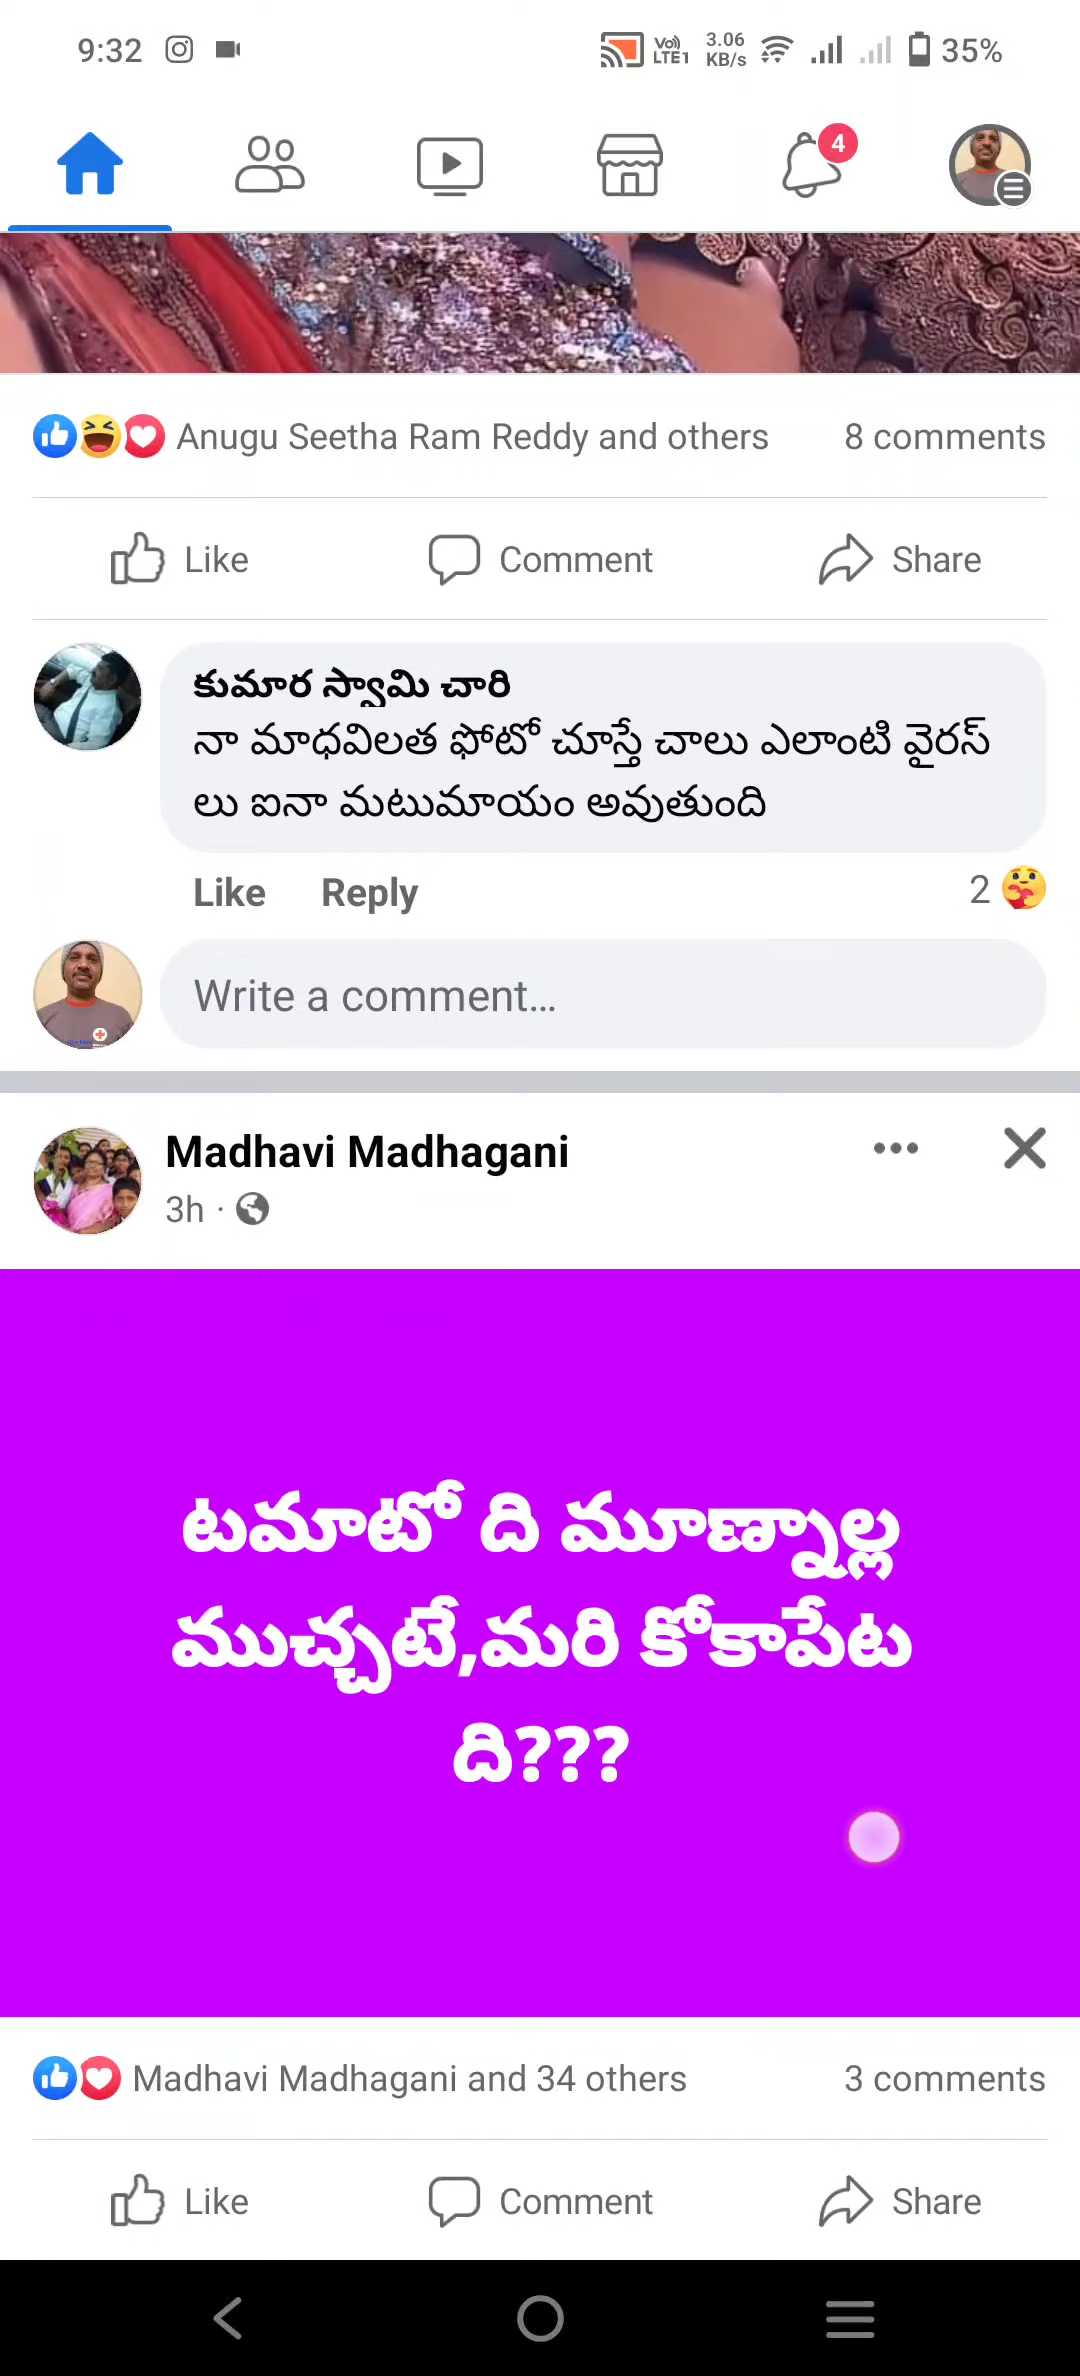 9:32
Vo)) LTE1 3.06 KB/s 35%
4
Anugu Seetha Ram Reddy and others 8 comments
Like Comment Share
కుమార స్వామి చారి
నా మాధవిలత ఫోటో చూస్తే చాలు ఎలాంటి వైరస్
లు ఐనా మటుమాయం అవుతుంది
Like Reply 2
Write a comment...
Madhavi Madhagani
3h ·
టమాటో ది మూణ్నాల్ల
ముచ్చటే,మరి కోకాపేట
ది???
Madhavi Madhagani and 34 others 3 comments
Like Comment Share